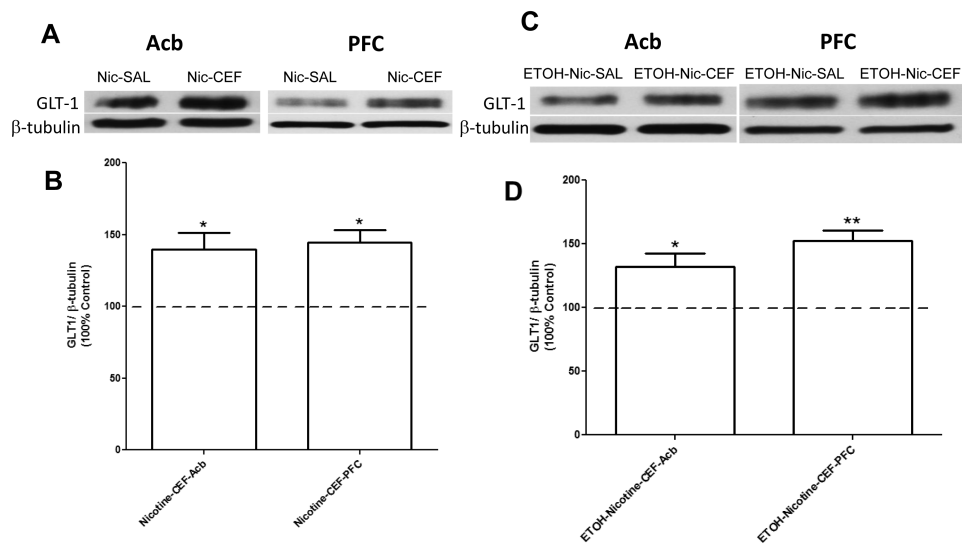 A
Acb PFC
Nic-SAL Nic-CEF Nic-SAL Nic-CEF
GLT-1
β-tubulin
B
200
150
100
50
0
GLT1/ β-tubulin
(100% Control)
* *
Nicotine-CEF-Acb
Nicotine-CEF-PFC
C
Acb PFC
ETOH-Nic-SAL ETOH-Nic-CEF ETOH-Nic-SAL ETOH-Nic-CEF
GLT-1
β-tubulin
D
200
150
100
50
0
GLT1/ β-tubulin
(100% Control)
* **
ETOH-Nicotine-CEF-Acb
ETOH-Nicotine-CEF-PFC